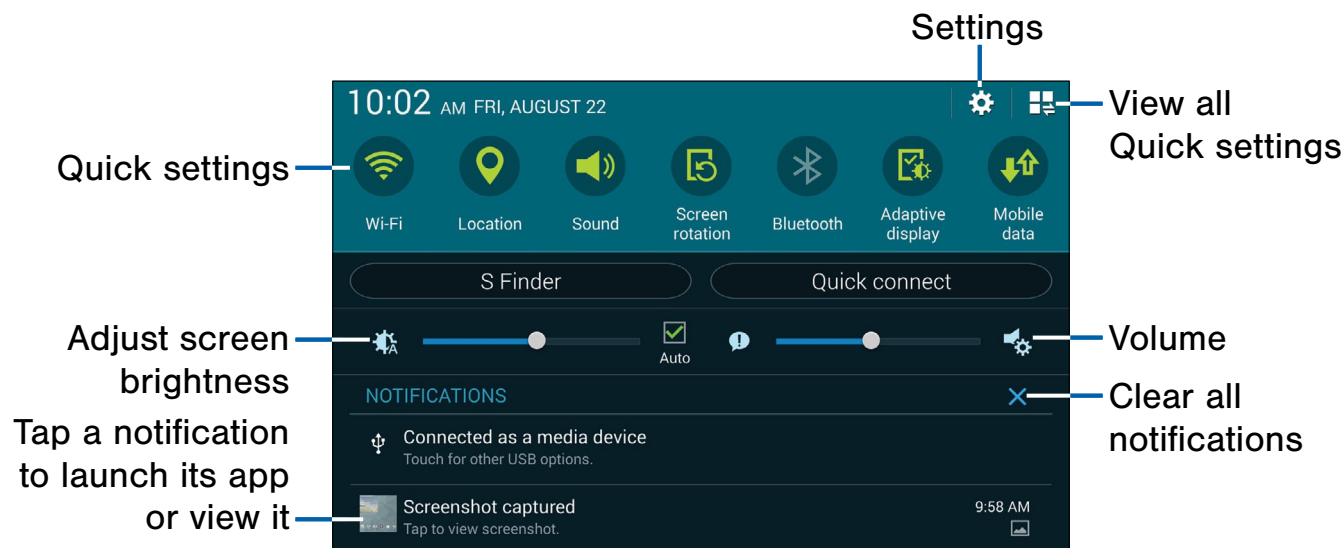 Settings
View all
Quick settings
10:02 AM FRI, AUGUST 22
Quick settings
Wi-Fi
Location
Sound
Screen
rotation
Bluetooth
Adaptive
display
Mobile
data
S Finder
Quick connect
Adjust screen
brightness
Auto
Volume
NOTIFICATIONS
Clear all
notifications
Connected as a media device
Touch for other USB options.
Tap a notification
to launch its app
or view it
Screenshot captured
Tap to view screenshot.
9:58 AM